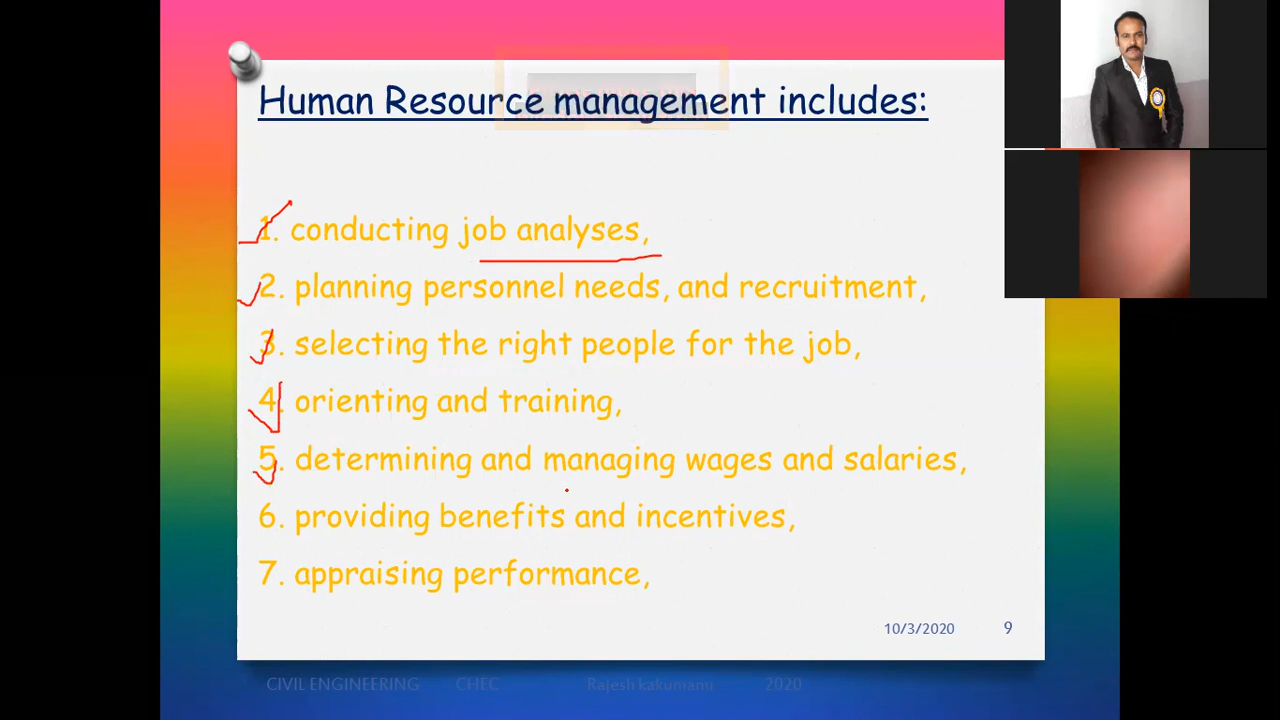 Human Resource management includes:
1. conducting job analyses,
2. planning personnel needs, and recruitment,
3. selecting the right people for the job,
4. orienting and training,
5. determining and managing wages and salaries,
6. providing benefits and incentives,
7. appraising performance,
10/3/2020 9
CIVIL ENGINEERING CHEC Rajesh kakumanu 2020